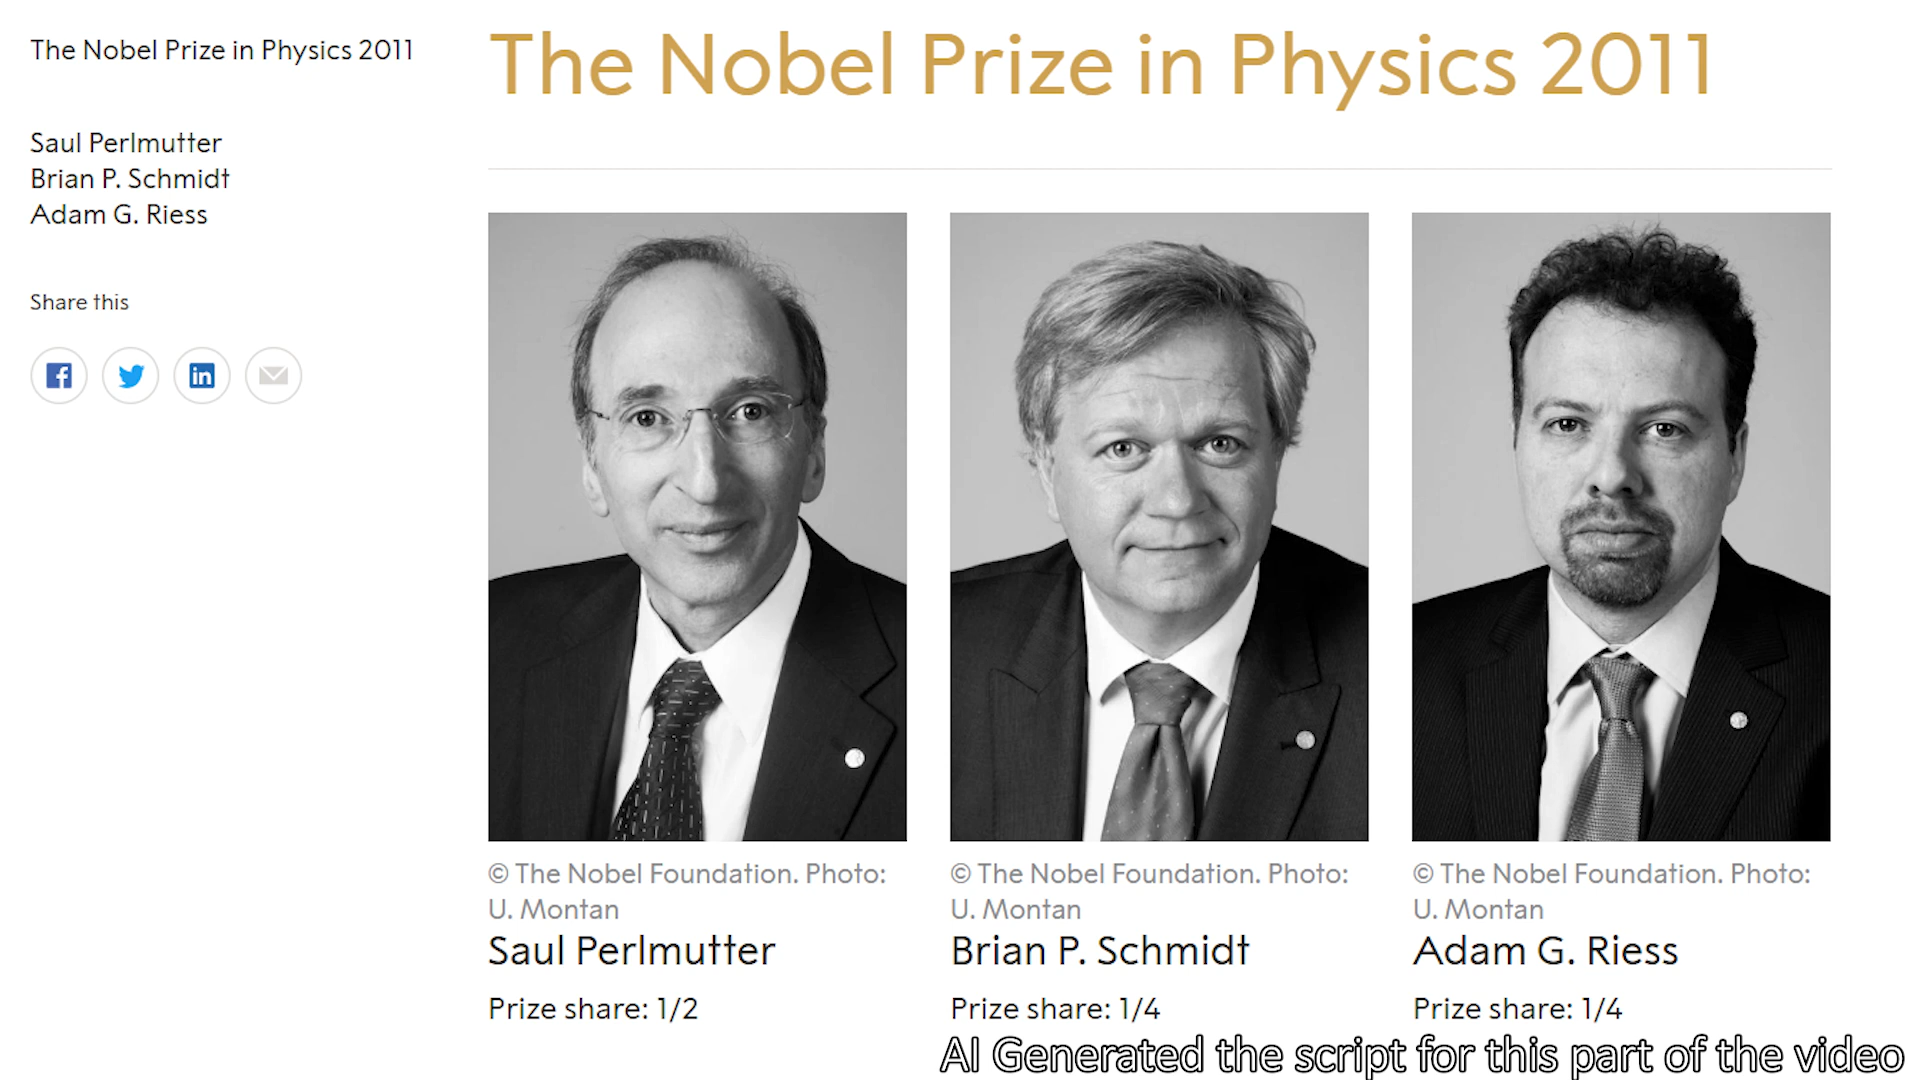 The Nobel Prize in Physics 2011
Saul Perlmutter
Brian P. Schmidt
Adam G. Riess
Share this
The Nobel Prize in Physics 2011
© The Nobel Foundation. Photo:
U. Montan
Saul Perlmutter
Prize share: 1/2
© The Nobel Foundation. Photo:
U. Montan
Brian P. Schmidt
Prize share: 1/4
© The Nobel Foundation. Photo:
U. Montan
Adam G. Riess
Prize share: 1/4
AI Generated the script for this part of the video